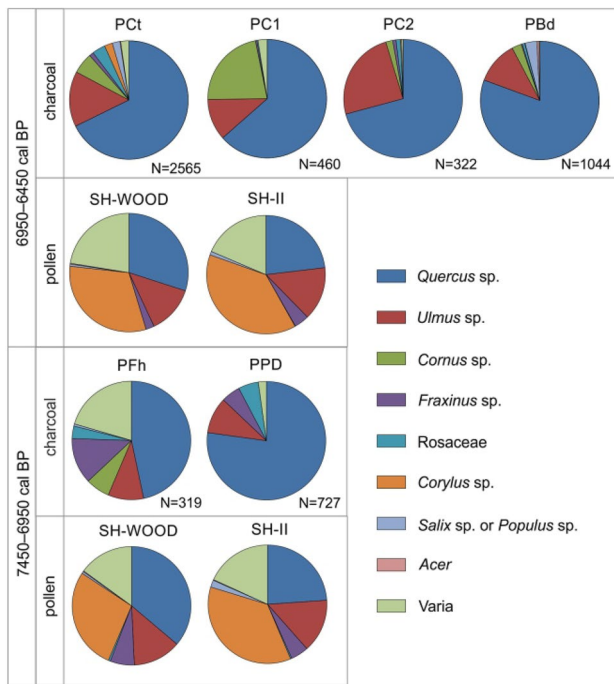 6950–6450 cal BP
charcoal
PCt
PC1
PC2
PBd
N=2565
N=460
N=322
N=1044
pollen
SH-WOOD
SH-II
7450–6950 cal BP
charcoal
PFh
PPD
N=319
N=727
pollen
SH-WOOD
SH-II
Quercus sp.
Ulmus sp.
Cornus sp.
Fraxinus sp.
Rosaceae
Corylus sp.
Salix sp. or Populus sp.
Acer
Varia